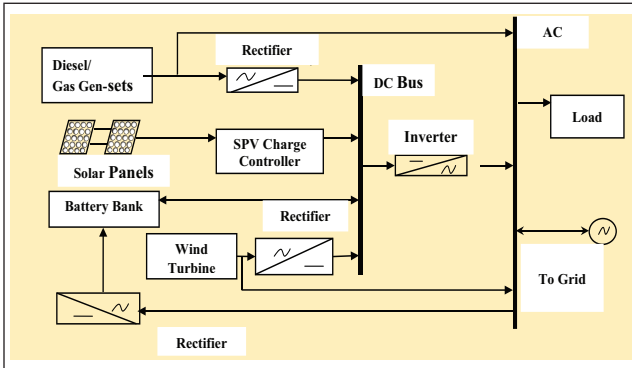 Rectifier
AC
Diesel/
Gas Gen-sets
DC Bus
Load
Inverter
SPV Charge
Controller
Solar Panels
Battery Bank
Rectifier
Wind
Turbine
To Grid
Rectifier